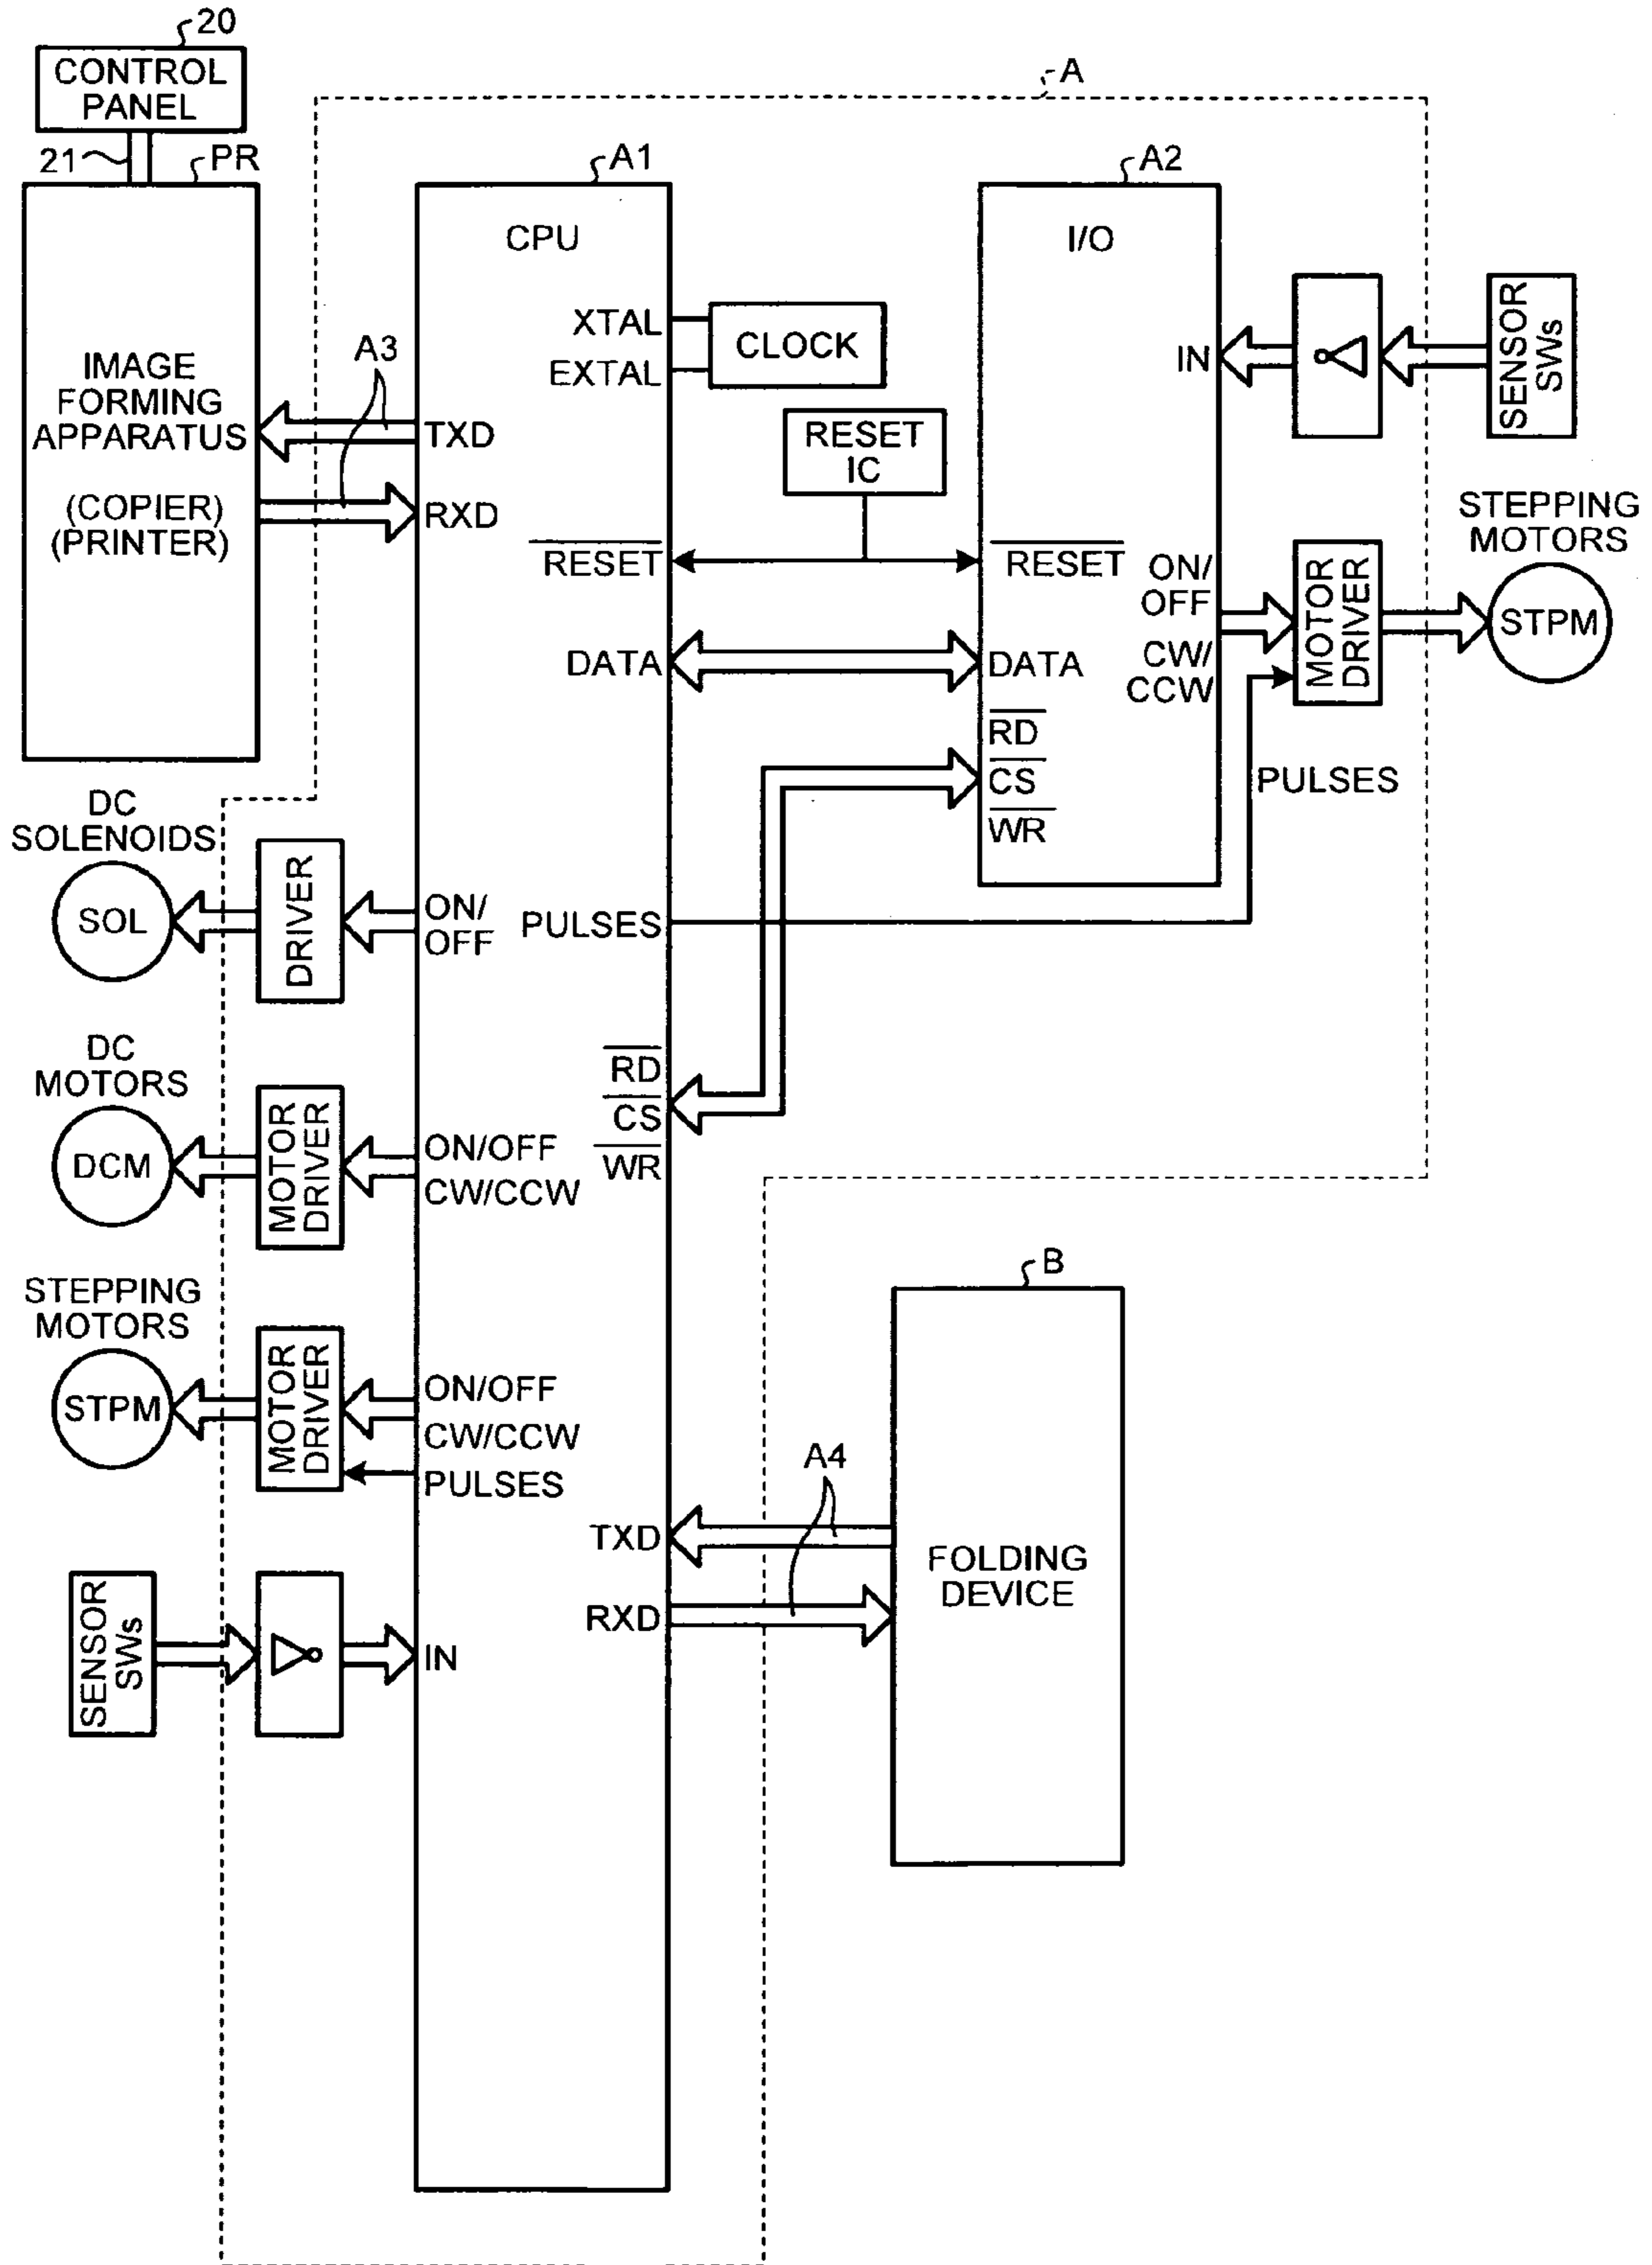 20
CONTROL
PANEL
21
PR
IMAGE
FORMING
APPARATUS
(COPIER)
(PRINTER)
A
A1
CPU
XTAL
EXTAL
CLOCK
A3
TXD
RXD
RESET
IC
RESET
RESET
DATA
DATA
A2
I/O
IN
SENSOR
SWs
STEPPING
MOTORS
ON/
OFF
CW/
CCW
MOTOR
DRIVER
STPM
RD
CS
WR
PULSES
DC
SOLENOIDS
SOL
DRIVER
ON/
OFF
PULSES
DC
MOTORS
DCM
MOTOR
DRIVER
ON/OFF
CW/CCW
RD
CS
WR
STEPPING
MOTORS
STPM
MOTOR
DRIVER
ON/OFF
CW/CCW
PULSES
B
A4
TXD
RXD
FOLDING
DEVICE
SENSOR
SWs
IN